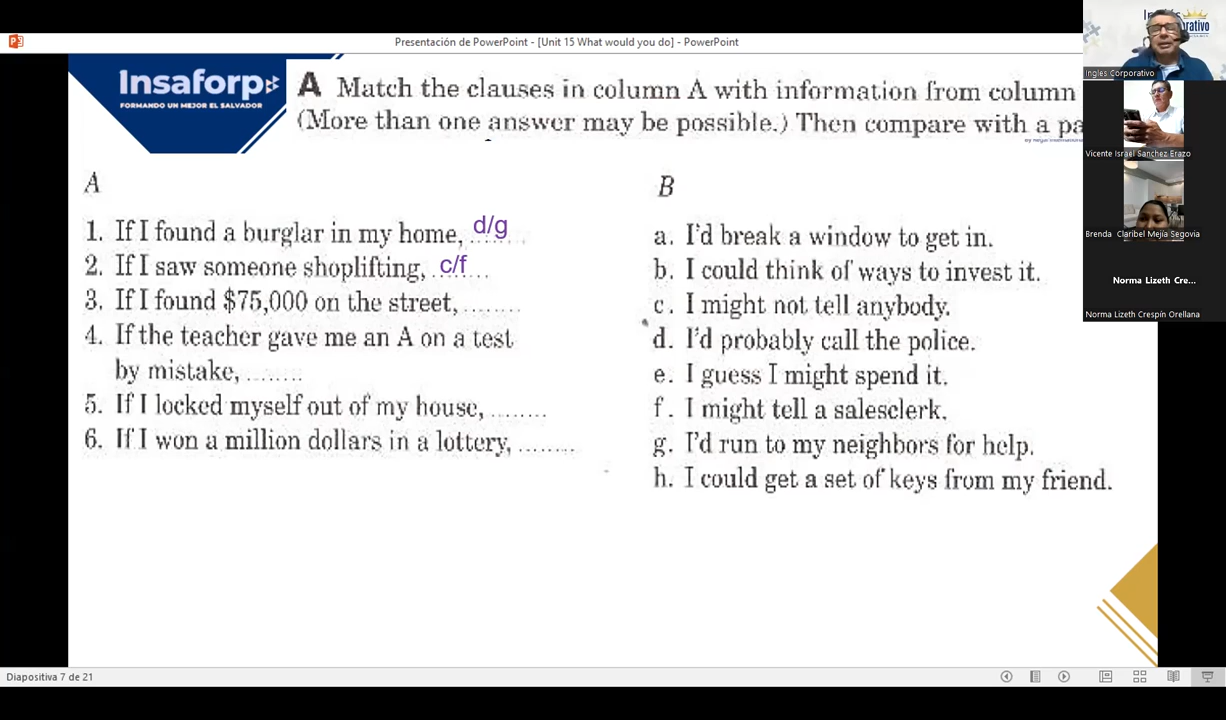 Presentación de PowerPoint - [Unit 15 What would you do] - PowerPoint
Insaforp
FORMANDO UN MEJOR EL SALVADOR
A Match the clauses in column A with information from column
(More than one answer may be possible.) Then compare with a pa
A
1. If I found a burglar in my home, ........ d/g
2. If I saw someone shoplifting, ........ c/f
3. If I found $75,000 on the street, ........
4. If the teacher gave me an A on a test
by mistake, ........
5. If I locked myself out of my house, ........
6. If I won a million dollars in a lottery, ........
B
a. I'd break a window to get in.
b. I could think of ways to invest it.
c. I might not tell anybody.
d. I'd probably call the police.
e. I guess I might spend it.
f. I might tell a salesclerk.
g. I'd run to my neighbors for help.
h. I could get a set of keys from my friend.
Ingles Corporativo
Vicente Israel Sanchez Erazo
Brenda Claribel Mejía Segovia
Norma Lizeth Cre...
Norma Lizeth Crespín Orellana
Diapositiva 7 de 21